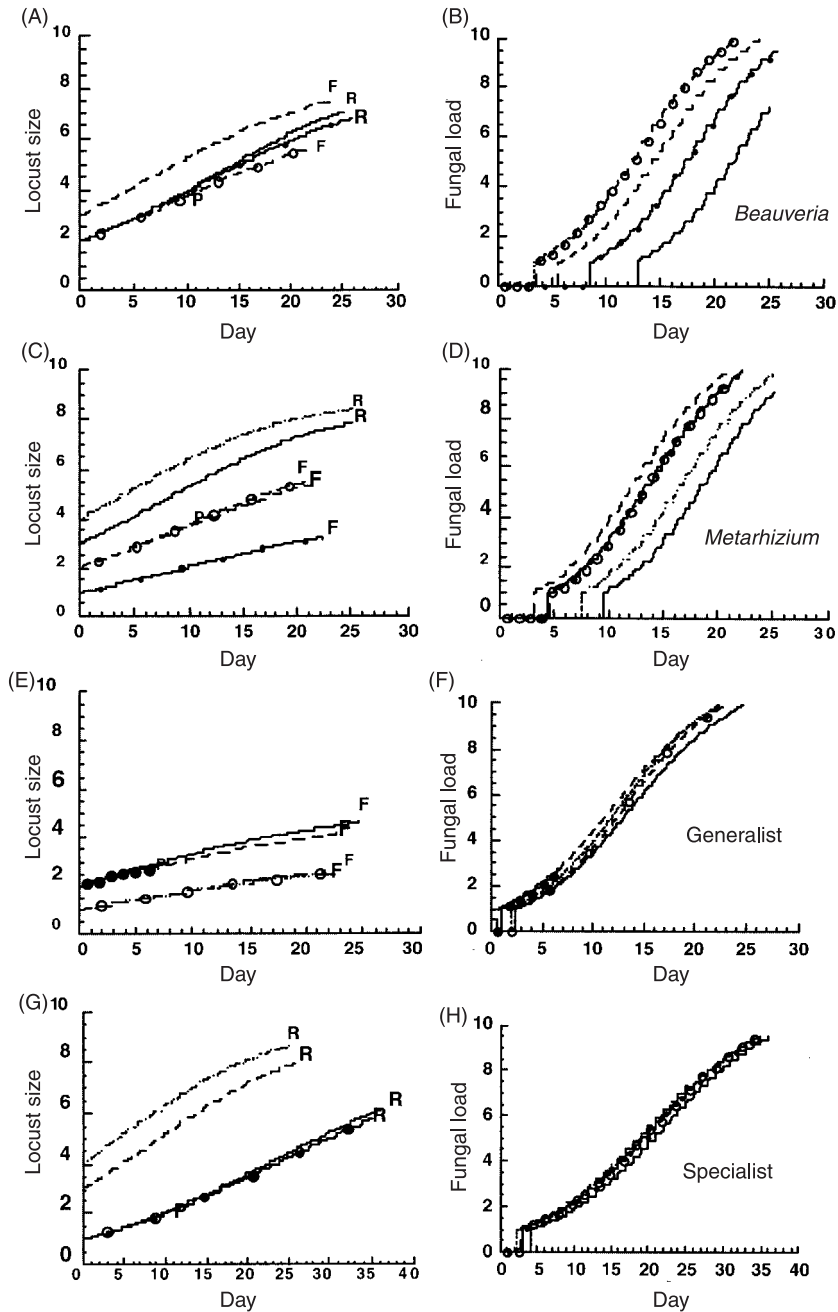 (A)
10
8
6
4
2
0
Locust size
F
R
R
F
P
0 5 10 15 20 25 30
Day
(B)
10
8
6
4
2
0
Fungal load
Beauveria
0 5 10 15 20 25 30
Day
(C)
10
8
6
4
2
0
Locust size
R
R
F
F
P
F
0 5 10 15 20 25 30
Day
(D)
10
8
6
4
2
0
Fungal load
Metarhizium
0 5 10 15 20 25 30
Day
(E)
10
8
6
4
2
0
Locust size
F
F
F
F
0 5 10 15 20 25 30
Day
(F)
10
8
6
4
2
0
Fungal load
Generalist
0 5 10 15 20 25 30
Day
(G)
10
8
6
4
2
0
Locust size
R
R
R
R
0 5 10 15 20 25 30 35 40
Day
(H)
10
8
6
4
2
0
Fungal load
Specialist
0 5 10 15 20 25 30 35 40
Day